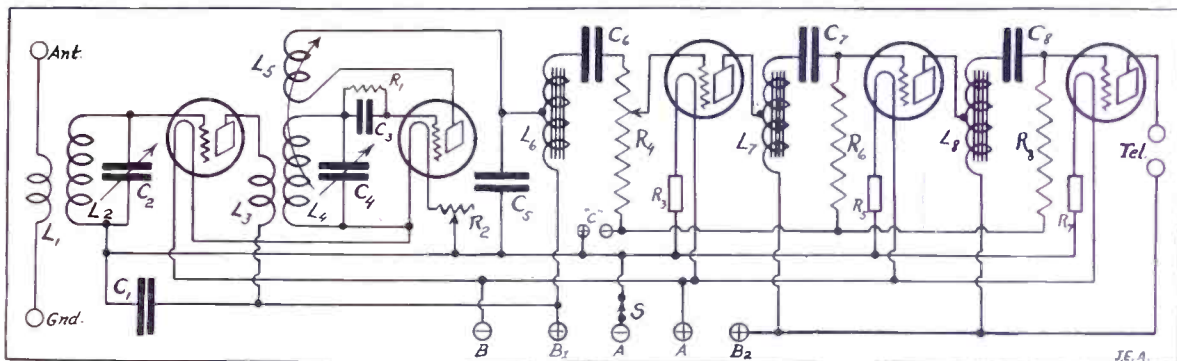 Ant.
L1
Gnd.
L2
C2
C1
L3
L5
L4
R1
C3
C4
R2
C5
L6
C6
R4
"C"
R3
L7
C7
R6
R5
L8
C8
R8
R7
Tel.
B
B1
A
S
A
B2
J.E.A.